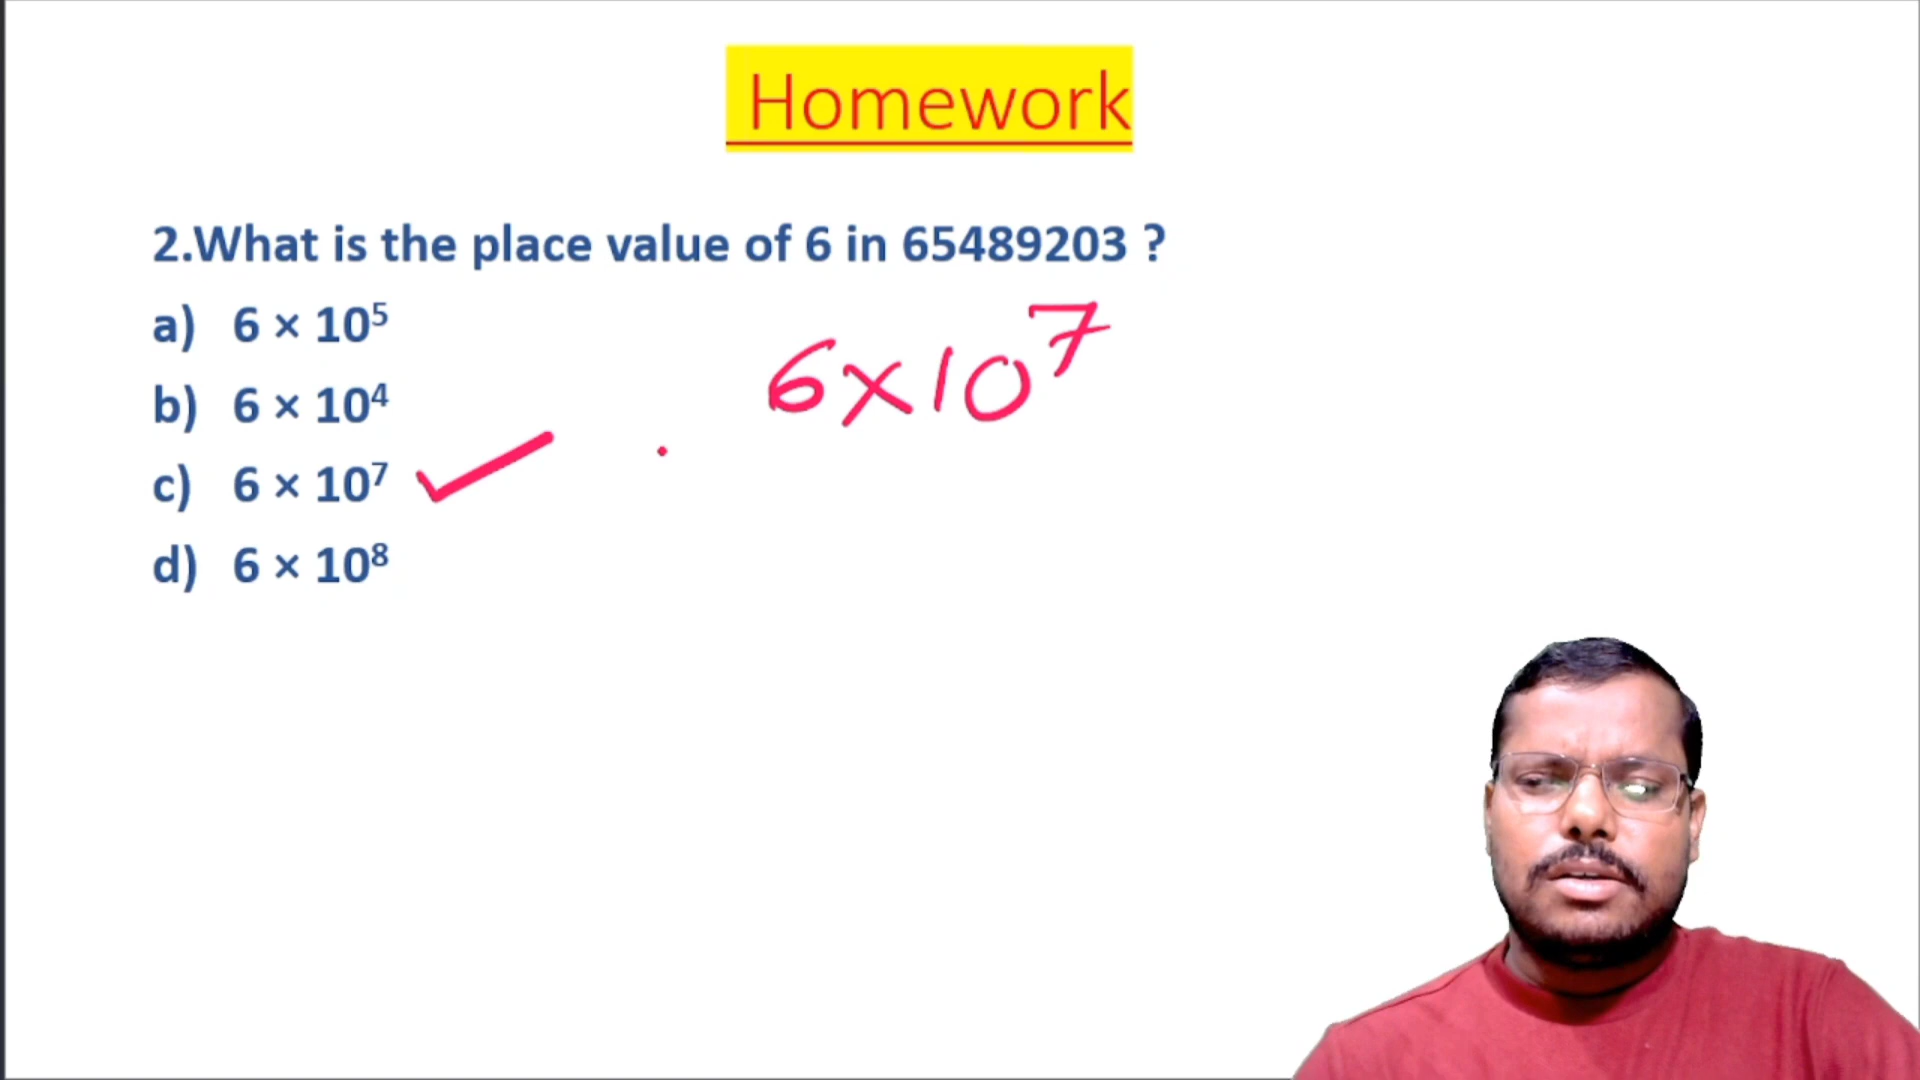 Homework
2.What is the place value of 6 in 65489203 ?
a) 6 × 10⁵
b) 6 × 10⁴
c) 6 × 10⁷
d) 6 × 10⁸
6×10⁷